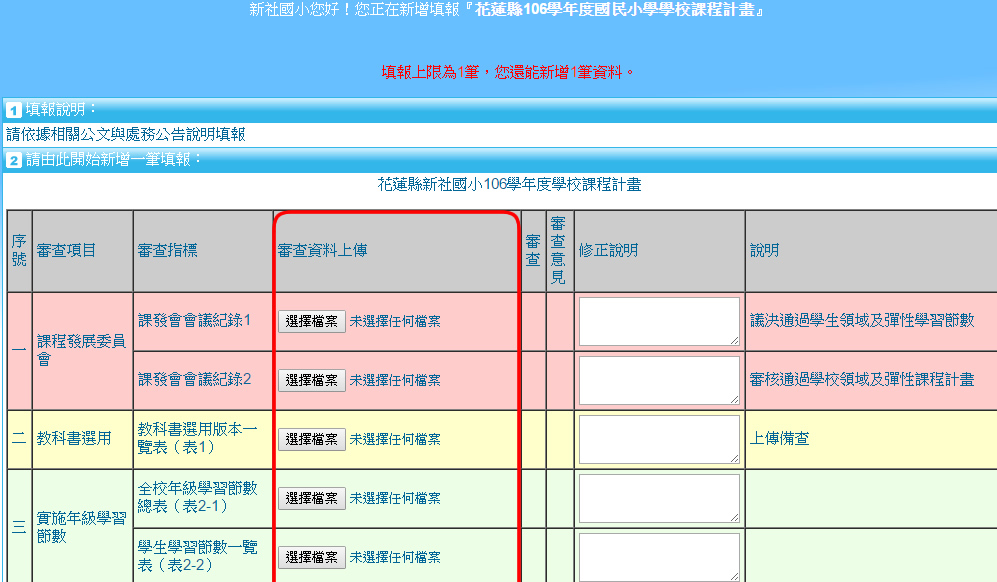 新社國小您好！您正在新增填報『花蓮縣106學年度國民小學學校課程計畫』
填報上限為1筆，您還能新增1筆資料。
1 填報說明：
請依據相關公文與處務公告說明填報
2 請由此開始新增一筆填報：
花蓮縣新社國小106學年度學校課程計畫
序號 審查項目 審查指標 審查資料上傳 審查 審查意見 修正說明 說明
一 課程發展委員會 課發會會議紀錄1 選擇檔案 未選擇任何檔案 議決通過學生領域及彈性學習節數
課發會會議紀錄2 選擇檔案 未選擇任何檔案 審核通過學校領域及彈性課程計畫
二 教科書選用 教科書選用版本一覽表（表1） 選擇檔案 未選擇任何檔案 上傳備查
三 實施年級學習節數 全校年級學習節數總表（表2-1） 選擇檔案 未選擇任何檔案
學生學習節數一覽表（表2-2） 選擇檔案 未選擇任何檔案